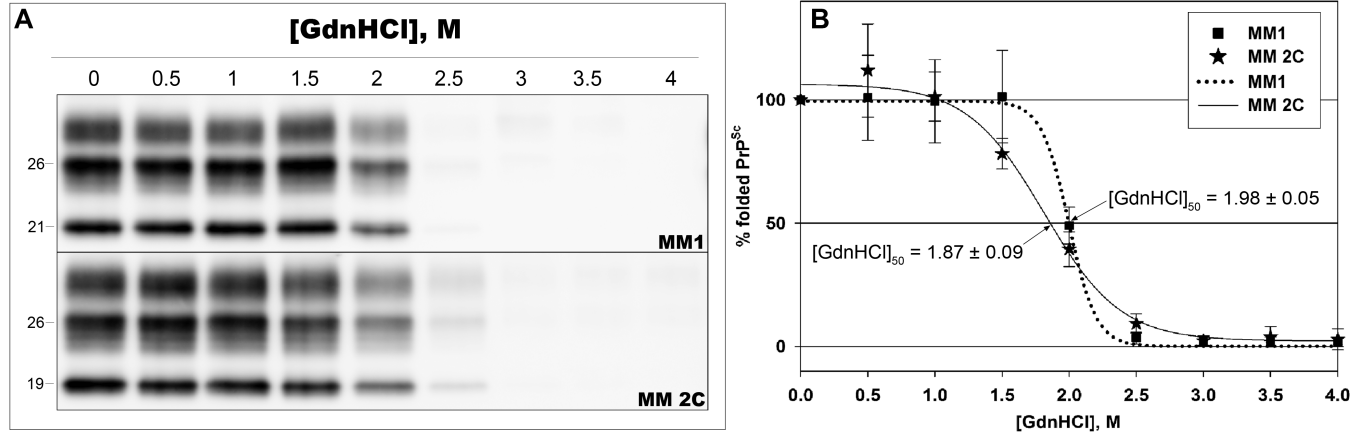 A
[GdnHCl], M
0 0.5 1 1.5 2 2.5 3 3.5 4
26
21
MM1
26
19
MM 2C
B
MM1
MM 2C
MM1
MM 2C
100
50
0
% folded PrP^Sc
[GdnHCl]50 = 1.98 ± 0.05
[GdnHCl]50 = 1.87 ± 0.09
0.0 0.5 1.0 1.5 2.0 2.5 3.0 3.5 4.0
[GdnHCl], M